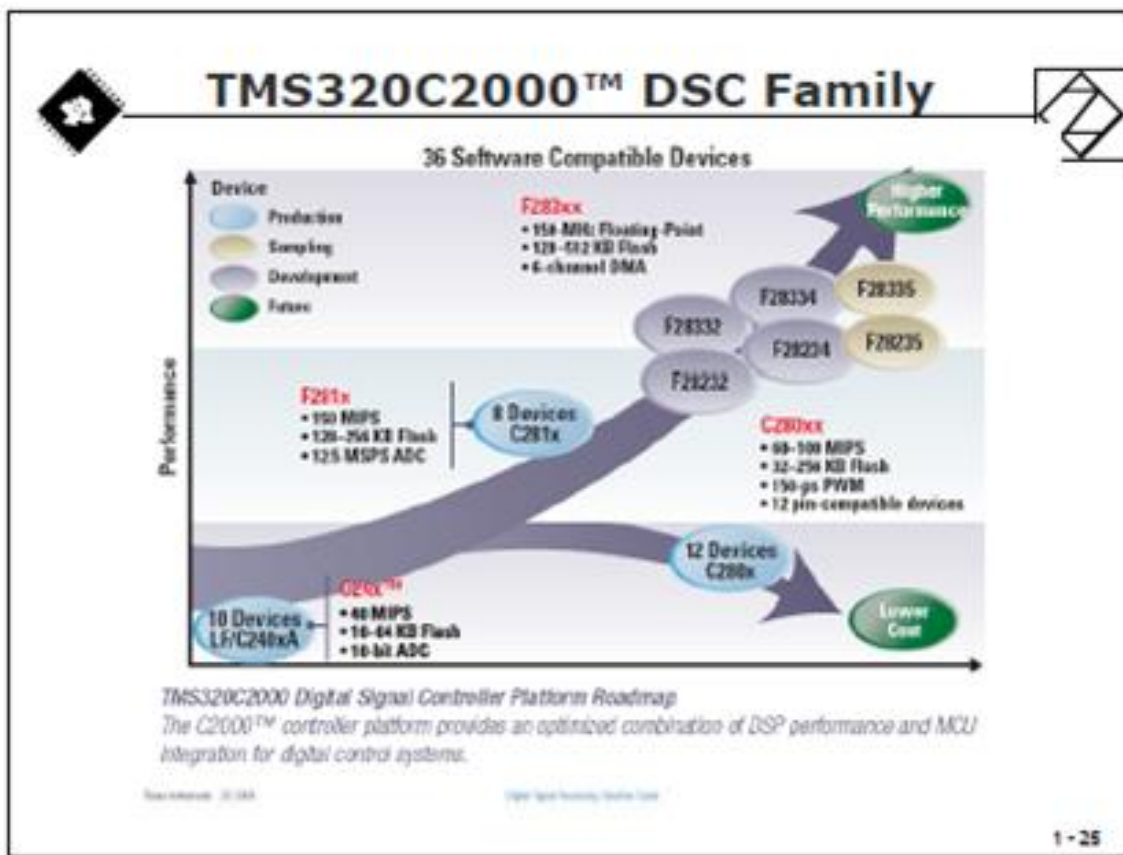 TMS320C2000™ DSC Family
36 Software Compatible Devices
Device
Production
Sampling
Development
Future
Performance
F283xx
• 150-MHz Floating-Point
• 128-512 KB Flash
• 6-channel DMA
Higher
Performance
F28334
F28335
F28332
F28234
F28235
F28232
F281x
• 150 MIPS
• 128-256 KB Flash
• 12.5 MSPS ADC
8 Devices
C281x
C280xx
• 60-100 MIPS
• 32-256 KB Flash
• 150-ps PWM
• 12 pin-compatible devices
12 Devices
C280x
C24x™
• 40 MIPS
• 16-64 KB Flash
• 10-bit ADC
10 Devices
LF/C240xA
Lower
Cost
TMS320C2000 Digital Signal Controller Platform Roadmap
The C2000™ controller platform provides an optimized combination of DSP performance and MCU
integration for digital control systems.
1 - 25